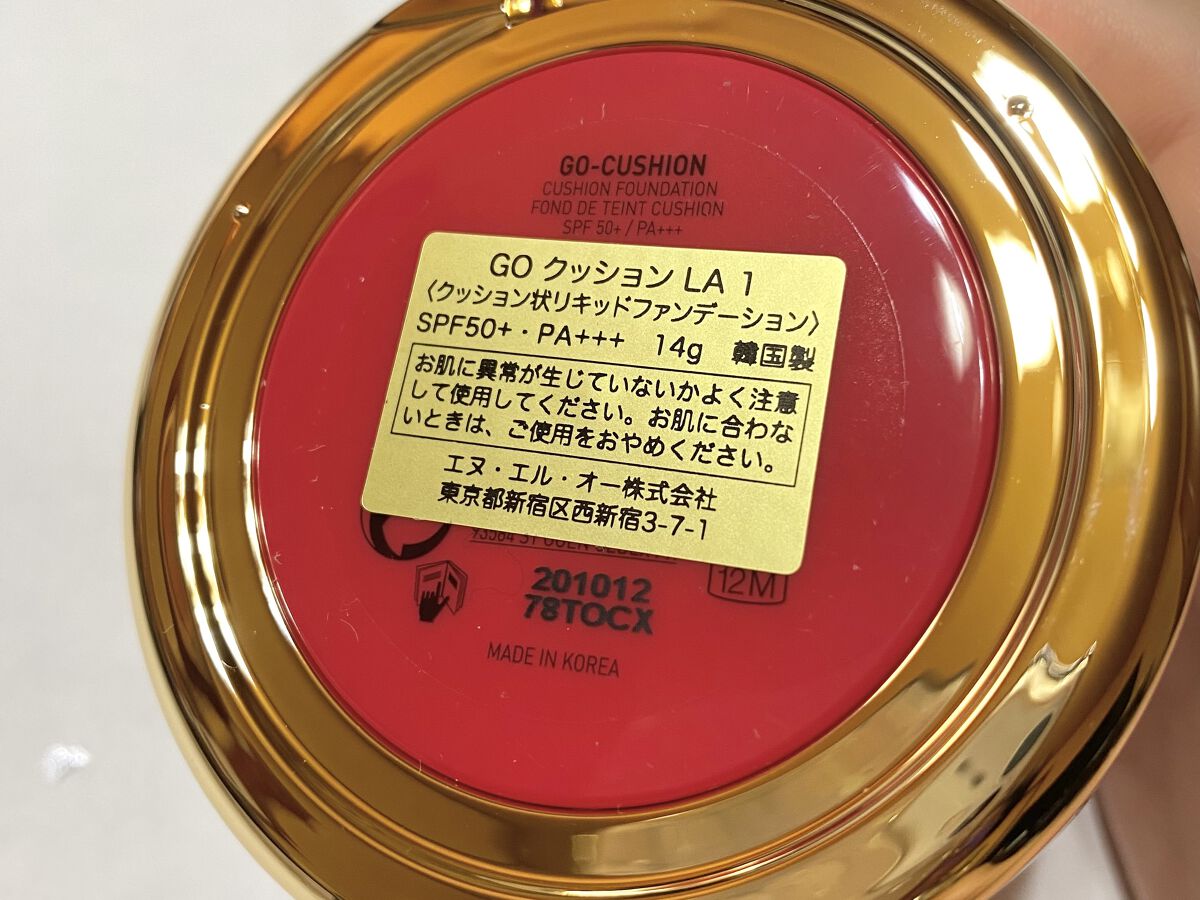 GO-CUSHION
CUSHION FOUNDATION
FOND DE TEINT CUSHION
SPF 50+ / PA+++
GO クッション LA 1
〈クッション状リキッドファンデーション〉
SPF50+・PA+++ 14g 韓国製
お肌に異常が生じていないかよく注意
して使用してください。お肌に合わな
いときは、ご使用をおやめください。
エヌ・エル・オー株式会社
東京都新宿区西新宿3-7-1
12M
201012
78TOCX
MADE IN KOREA